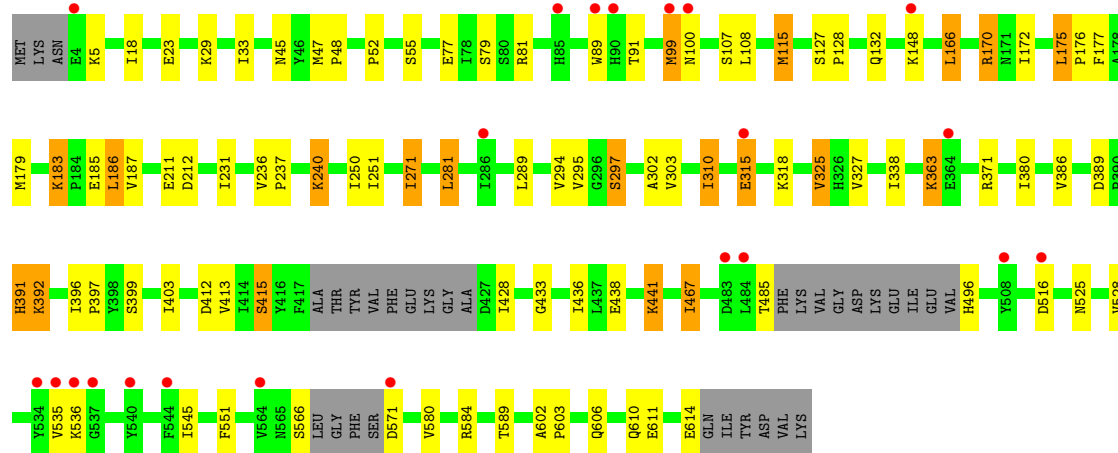 MET LYS ASN E4 K5 I18 E23 K29 I33 N45 Y46 M47 P48 P52 S55 E77 I78 S79 S80 R81 H85 W89 H90 T91 M99 N100 S107 L108 M115 S127 P128 Q132 K148 L166 R170 N171 I172 L175 P176 F177 A178
M179 K183 P184 E185 L186 V187 E211 D212 I231 V236 P237 K240 I250 I251 I271 L281 I286 L289 V294 V295 G296 S297 A302 V303 I310 E315 K318 V325 H326 V327 I338 K363 E364 R371 I380 V386 D389 P390
H391 K392 I396 P397 Y398 S399 I403 D412 V413 I414 S415 Y416 F417 ALA THR TYR VAL PHE GLU LYS GLY ALA D427 I428 G433 I436 L437 E438 K441 I467 D483 L484 T485 PHE LYS VAL GLY ASP LYS GLU ILE GLU VAL H496 Y508 D516 N525 V528
Y534 V535 K536 G537 Y540 F544 I545 F551 V564 N565 S566 LEU GLY PHE SER D571 V580 R584 T589 A602 P603 Q606 Q610 E611 E614 GLN ILE TYR ASP VAL LYS